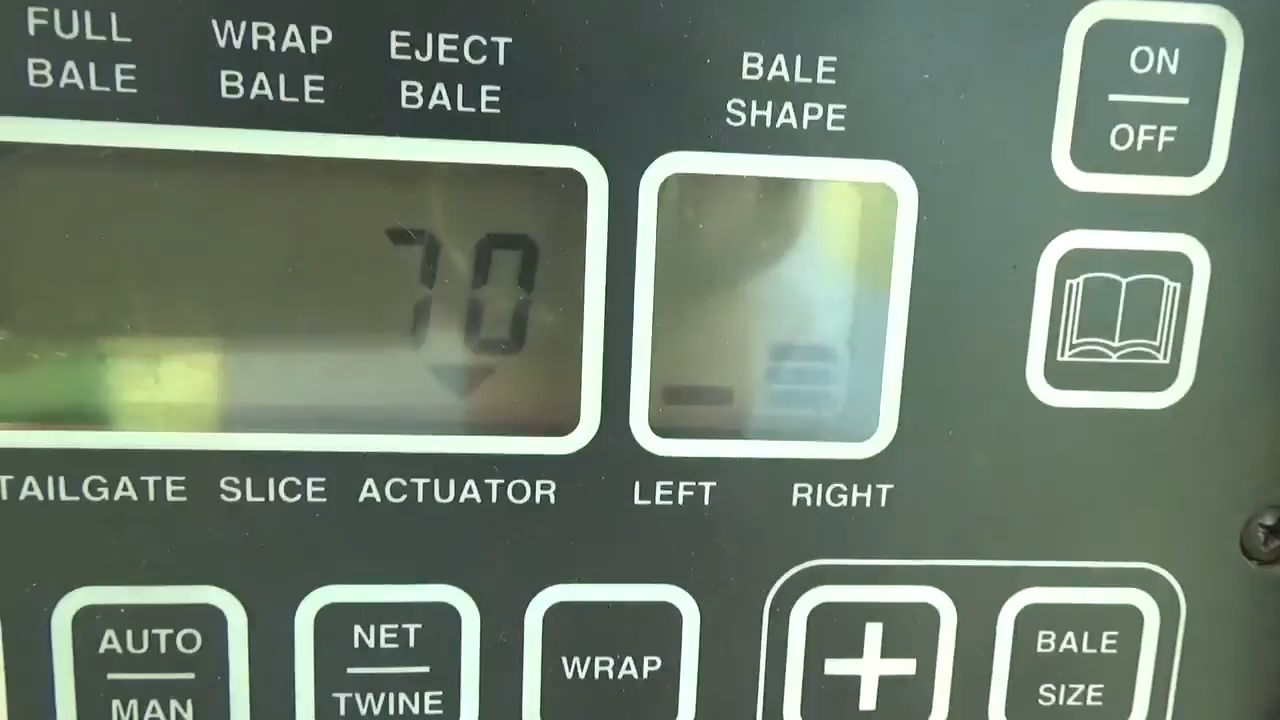 FULL BALE
WRAP BALE
EJECT BALE
BALE SHAPE
ON
OFF
70
TAILGATE SLICE ACTUATOR LEFT RIGHT
AUTO
MAN
NET
TWINE
WRAP
+
BALE
SIZE